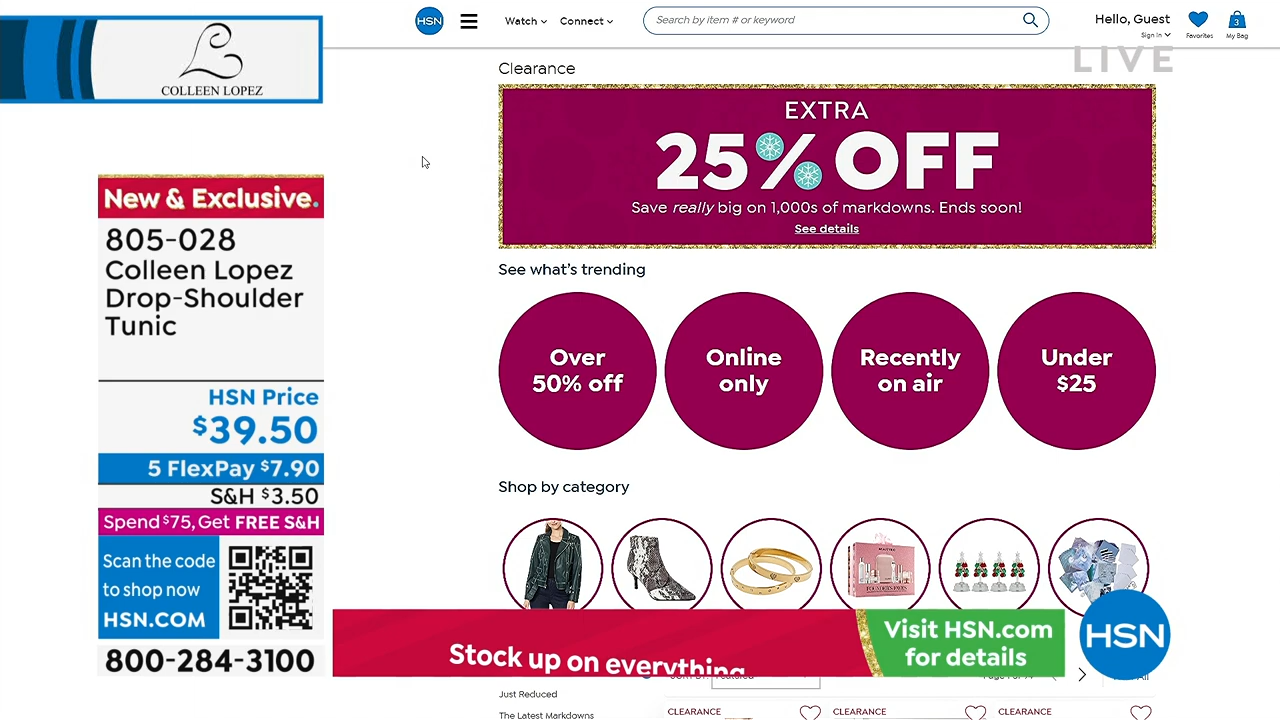 COLLEEN LOPEZ
New & Exclusive.
805-028
Colleen Lopez
Drop-Shoulder
Tunic
HSN Price
$39.50
5 FlexPay $7.90
S&H $3.50
Spend $75, Get FREE S&H
Scan the code
to shop now
HSN.COM
800-284-3100
HSN
Watch
Connect
Search by item # or keyword
Hello, Guest
Sign In
Favorites
3
My Bag
LIVE
Clearance
EXTRA
25% OFF
Save really big on 1,000s of markdowns. Ends soon!
See details
See what's trending
Over
50% off
Online
only
Recently
on air
Under
$25
Shop by category
Stock up on everything
Visit HSN.com
for details
HSN
Just Reduced
The Latest Markdowns
CLEARANCE
CLEARANCE
CLEARANCE